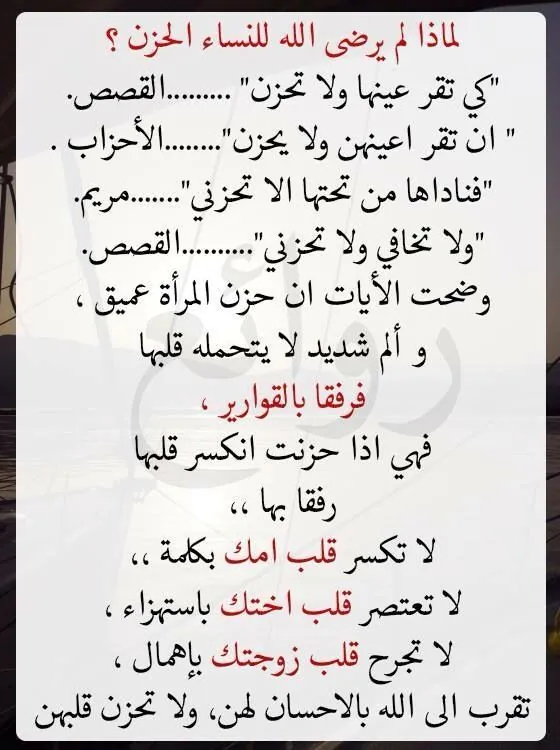 لماذا لم يرضى الله للنساء الحزن ؟
"كي تقر عينها ولا تحزن" .........القصص.
" ان تقر اعينهن ولا يحزن"........الأحزاب .
"فناداها من تحتها الا تحزني".......مريم.
"ولا تخافي ولا تحزني"..........القصص.
وضحت الأيات ان حزن المرأة عميق ،
و ألم شديد لا يتحمله قلبها
فرفقا بالقوارير ،
فهي اذا حزنت انكسر قلبها
رفقا بها ،،
لا تكسر قلب امك بكلمة ،،
لا تعتصر قلب اختك باستهزاء ،
لا تجرح قلب زوجتك بإهمال ،
تقرب الى الله بالاحسان لهن، ولا تحزن قلبهن
روائع